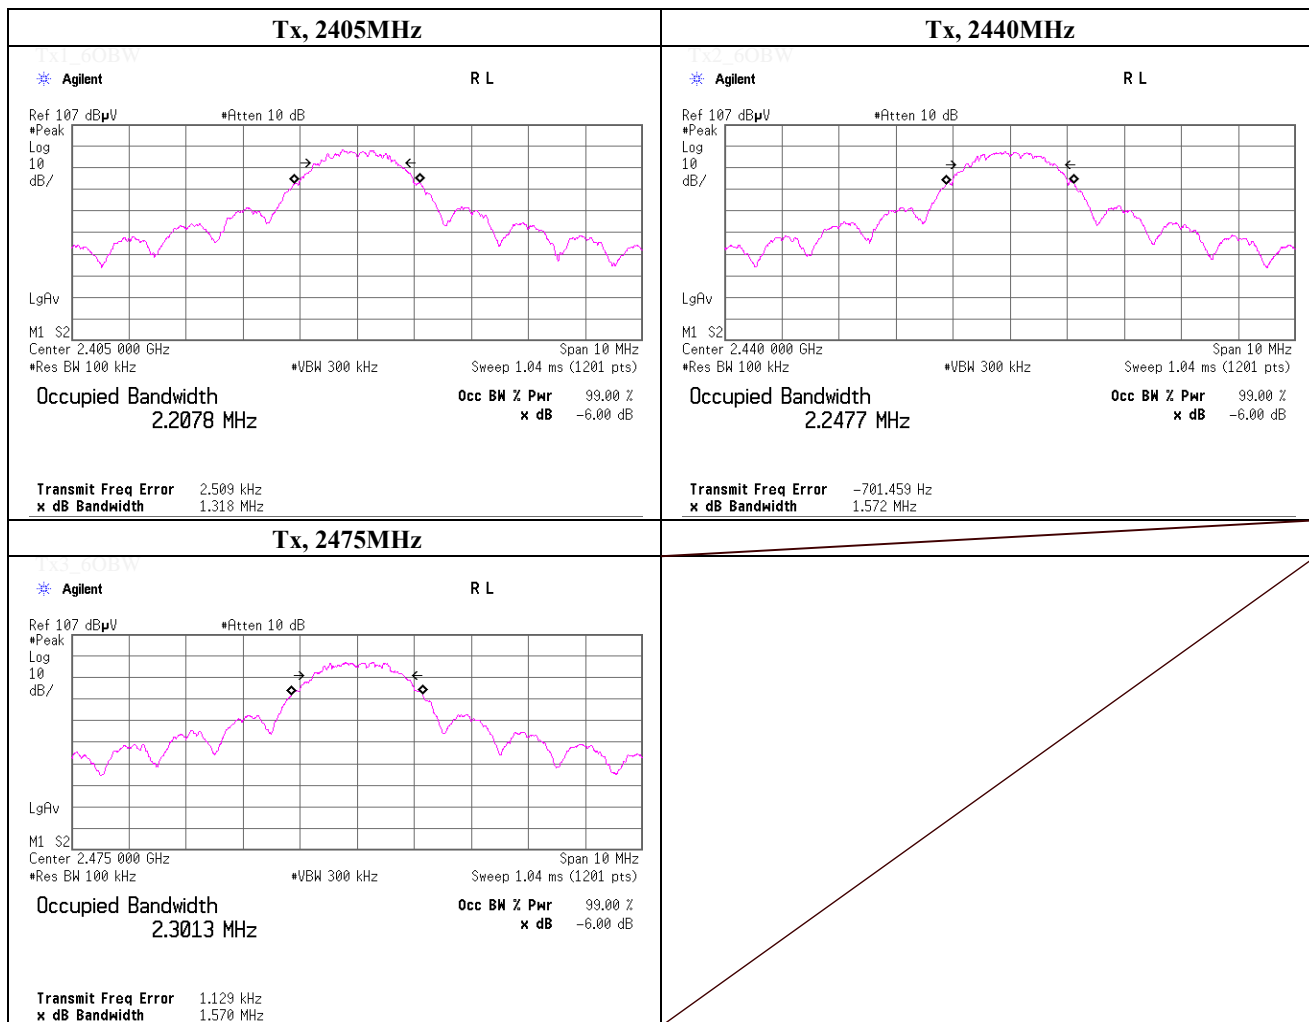 Tx, 2405MHz
Tx1_6OBW
Agilent
R L
Ref 107 dBµV
#Atten 10 dB
#Peak
Log
10
dB/
LgAv
M1 S2
Center 2.405 000 GHz
Span 10 MHz
#Res BW 100 kHz
#VBW 300 kHz
Sweep 1.04 ms (1201 pts)
Occupied Bandwidth
2.2078 MHz
Occ BW % Pwr 99.00 %
x dB -6.00 dB
Transmit Freq Error 2.509 kHz
x dB Bandwidth 1.318 MHz
Tx, 2440MHz
Tx2_6OBW
Agilent
R L
Ref 107 dBµV
#Atten 10 dB
#Peak
Log
10
dB/
LgAv
M1 S2
Center 2.440 000 GHz
Span 10 MHz
#Res BW 100 kHz
#VBW 300 kHz
Sweep 1.04 ms (1201 pts)
Occupied Bandwidth
2.2477 MHz
Occ BW % Pwr 99.00 %
x dB -6.00 dB
Transmit Freq Error -701.459 Hz
x dB Bandwidth 1.572 MHz
Tx, 2475MHz
Tx3_6OBW
Agilent
R L
Ref 107 dBµV
#Atten 10 dB
#Peak
Log
10
dB/
LgAv
M1 S2
Center 2.475 000 GHz
Span 10 MHz
#Res BW 100 kHz
#VBW 300 kHz
Sweep 1.04 ms (1201 pts)
Occupied Bandwidth
2.3013 MHz
Occ BW % Pwr 99.00 %
x dB -6.00 dB
Transmit Freq Error 1.129 kHz
x dB Bandwidth 1.570 MHz